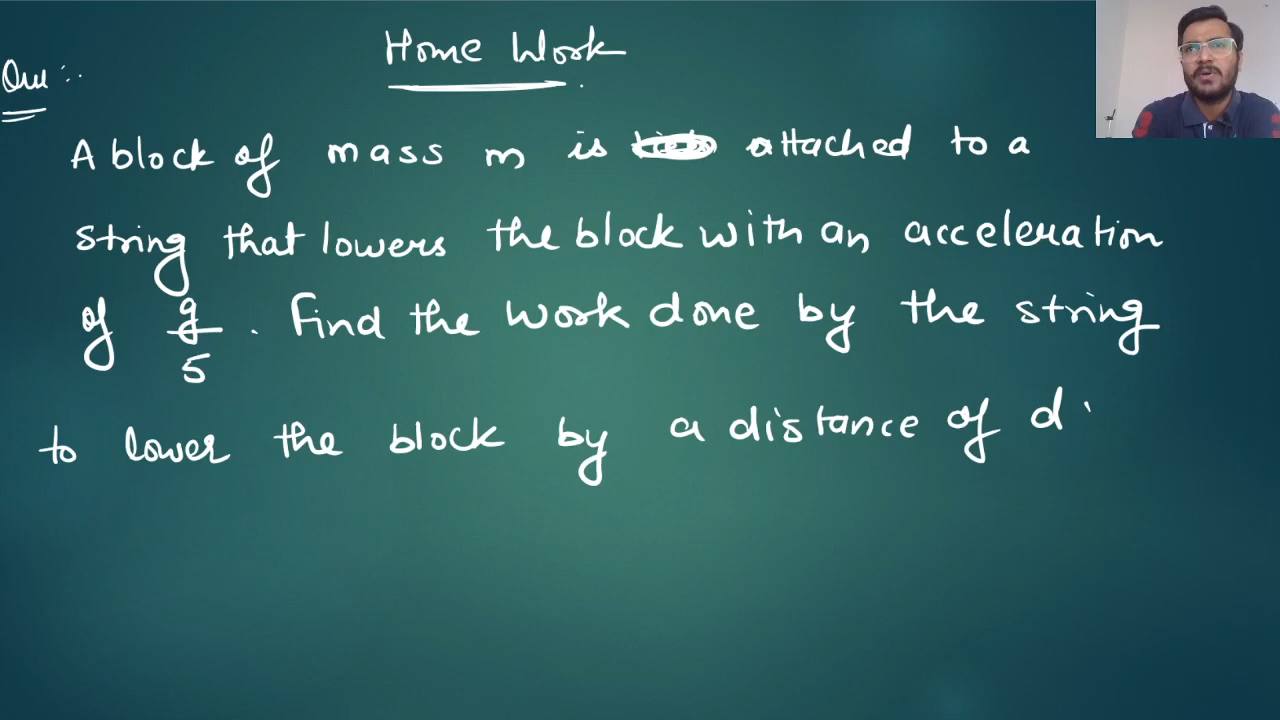 Home Work
Que :-
A block of mass m is attached to a
string that lowers the block with an acceleration
of g/5 . Find the work done by the string
to lower the block by a distance of d .